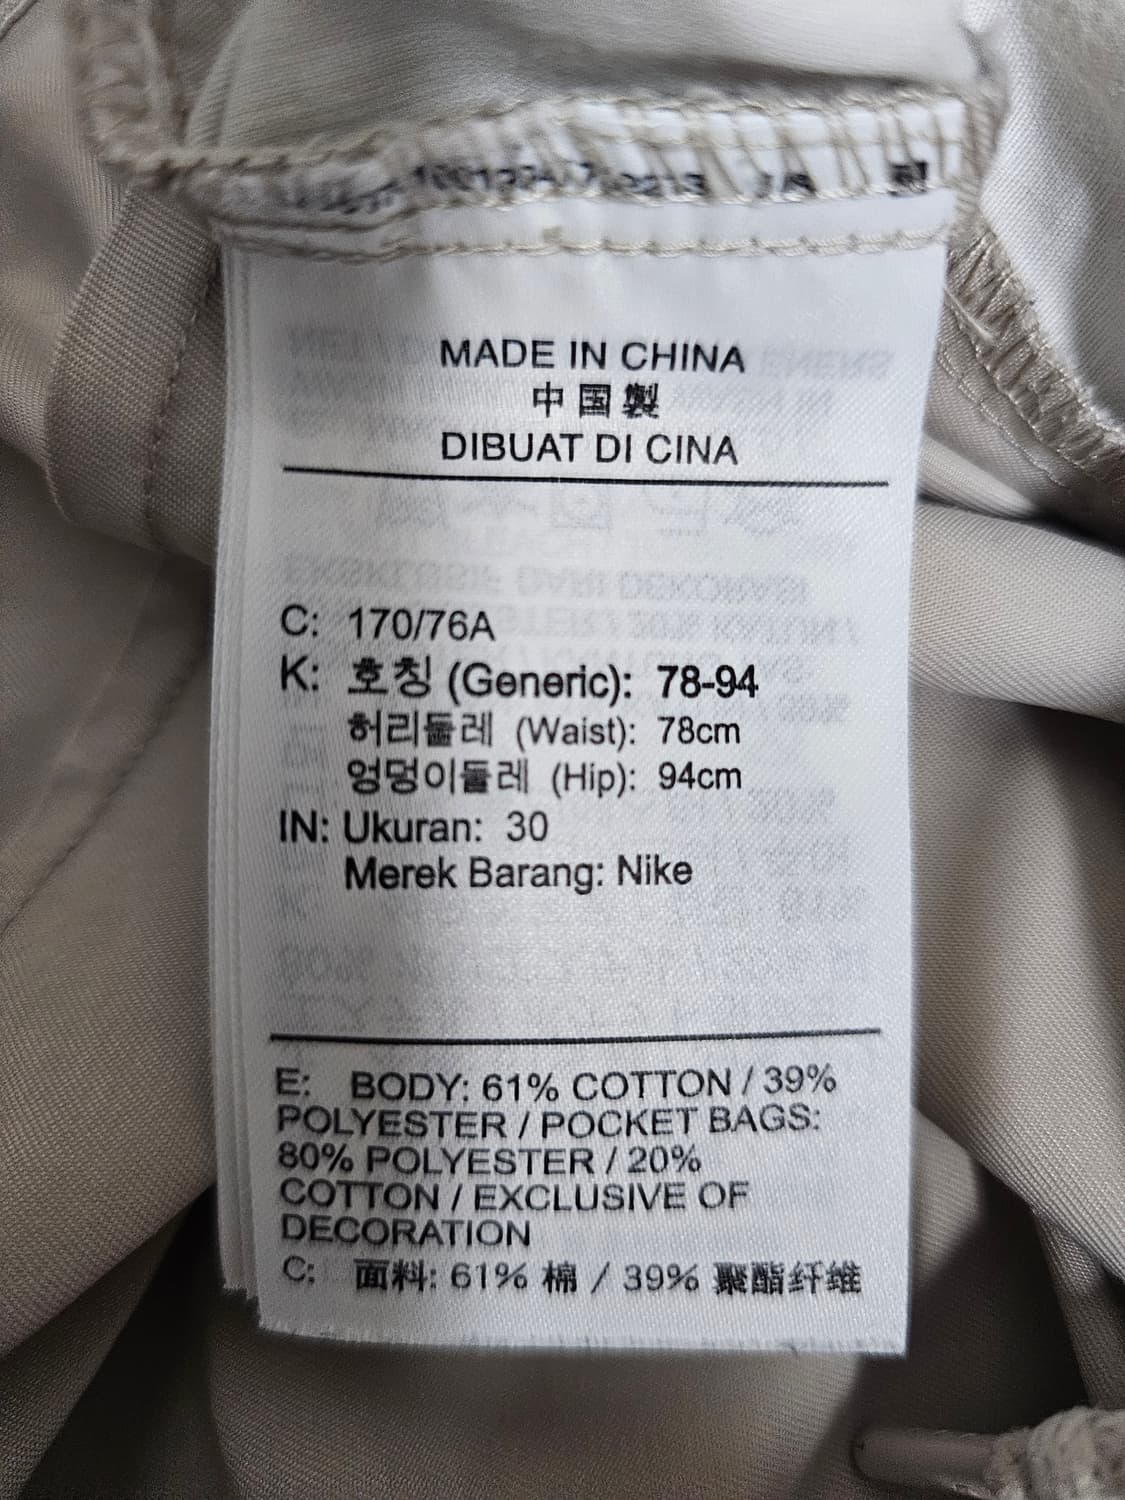 MADE IN CHINA
中国製
DIBUAT DI CINA
C: 170/76A
K: 호칭 (Generic): 78-94
허리둘레 (Waist): 78cm
엉덩이둘레 (Hip): 94cm
IN: Ukuran: 30
Merek Barang: Nike
E: BODY: 61% COTTON / 39%
POLYESTER / POCKET BAGS:
80% POLYESTER / 20%
COTTON / EXCLUSIVE OF
DECORATION
C: 面料: 61% 棉 / 39% 聚酯纤维